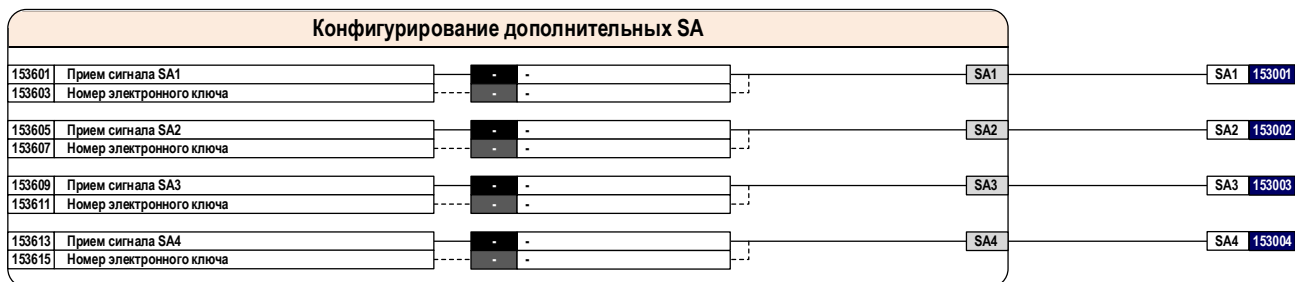 Конфигурирование дополнительных SA
153601 Прием сигнала SA1 - - SA1 SA1 153001
153603 Номер электронного ключа - -
153605 Прием сигнала SA2 - - SA2 SA2 153002
153607 Номер электронного ключа - -
153609 Прием сигнала SA3 - - SA3 SA3 153003
153611 Номер электронного ключа - -
153613 Прием сигнала SA4 - - SA4 SA4 153004
153615 Номер электронного ключа - -